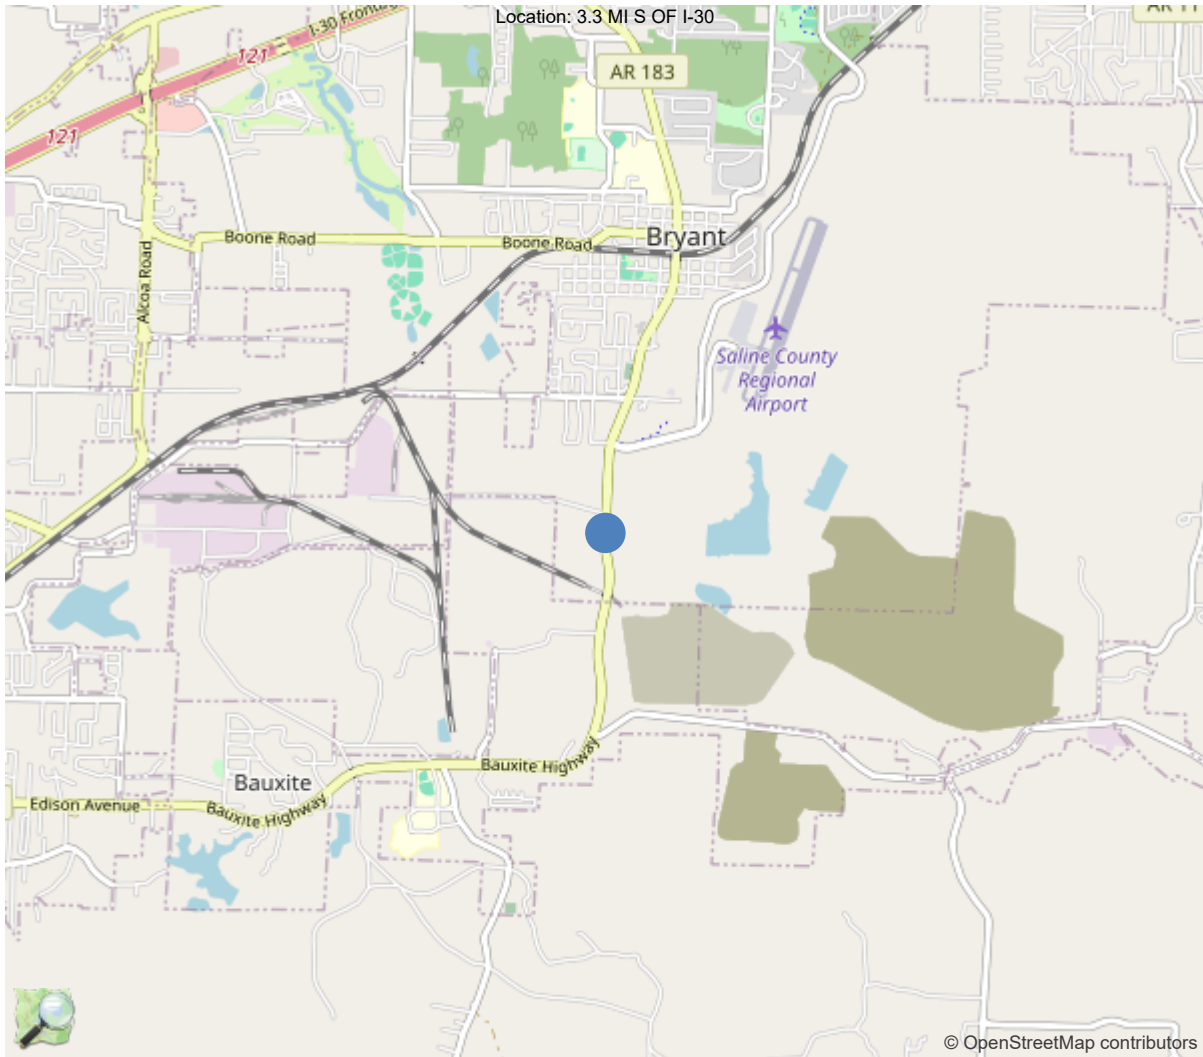 Location: 3.3 MI S OF I-30
I-30 Frontag
121
AR 183
121
Boone Road
Boone Road
Bryant
Alcoa Road
Saline County
Regional
Airport
Bauxite Highway
Bauxite
Edison Avenue
Bauxite Highway
© OpenStreetMap contributors